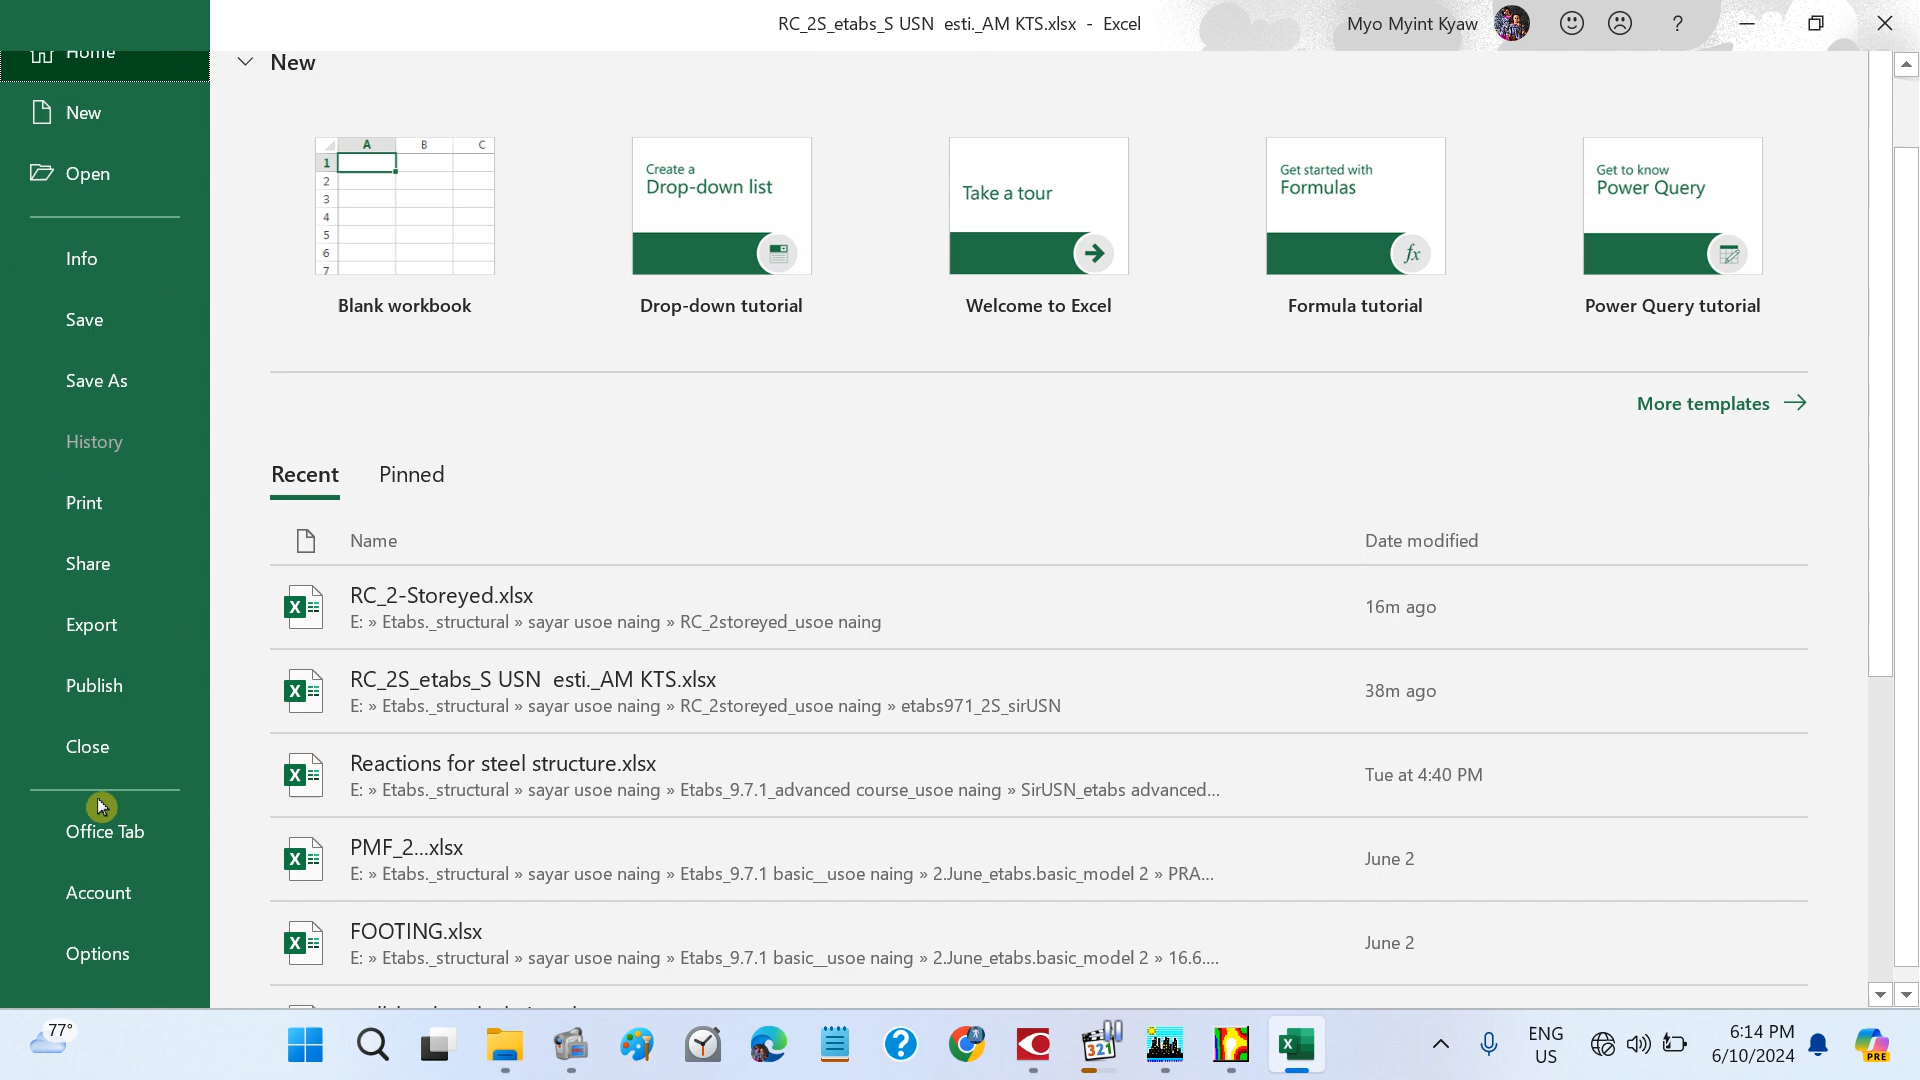 RC_2S_etabs_S USN  esti._AM KTS.xlsx  -  Excel
Myo Myint Kyaw
?
Home
New
Open
Info
Save
Save As
History
Print
Share
Export
Publish
Close
Office Tab
Account
Options
New
A B C
1
2
3
4
5
6
7
Blank workbook
Create a
Drop-down list
Drop-down tutorial
Take a tour
Welcome to Excel
Get started with
Formulas
fx
Formula tutorial
Get to know
Power Query
Power Query tutorial
More templates
Recent Pinned
Name Date modified
RC_2-Storeyed.xlsx
E: » Etabs._structural » sayar usoe naing » RC_2storeyed_usoe naing
16m ago
RC_2S_etabs_S USN  esti._AM KTS.xlsx
E: » Etabs._structural » sayar usoe naing » RC_2storeyed_usoe naing » etabs971_2S_sirUSN
38m ago
Reactions for steel structure.xlsx
E: » Etabs._structural » sayar usoe naing » Etabs_9.7.1_advanced course_usoe naing » SirUSN_etabs advanced...
Tue at 4:40 PM
PMF_2...xlsx
E: » Etabs._structural » sayar usoe naing » Etabs_9.7.1 basic__usoe naing » 2.June_etabs.basic_model 2 » PRA...
June 2
FOOTING.xlsx
E: » Etabs._structural » sayar usoe naing » Etabs_9.7.1 basic__usoe naing » 2.June_etabs.basic_model 2 » 16.6....
June 2
77°
?
321
X
ENG
US
6:14 PM
6/10/2024
PRE